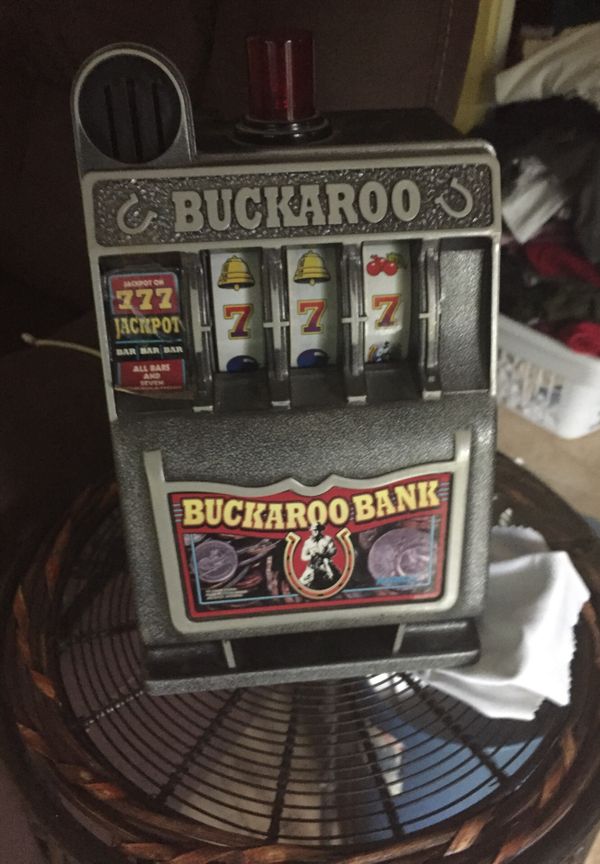 BUCKAROO
JACKPOT ON
777
JACKPOT
BAR BAR BAR
ALL BARS
AND
SEVEN
7 7 7
BUCKAROO BANK